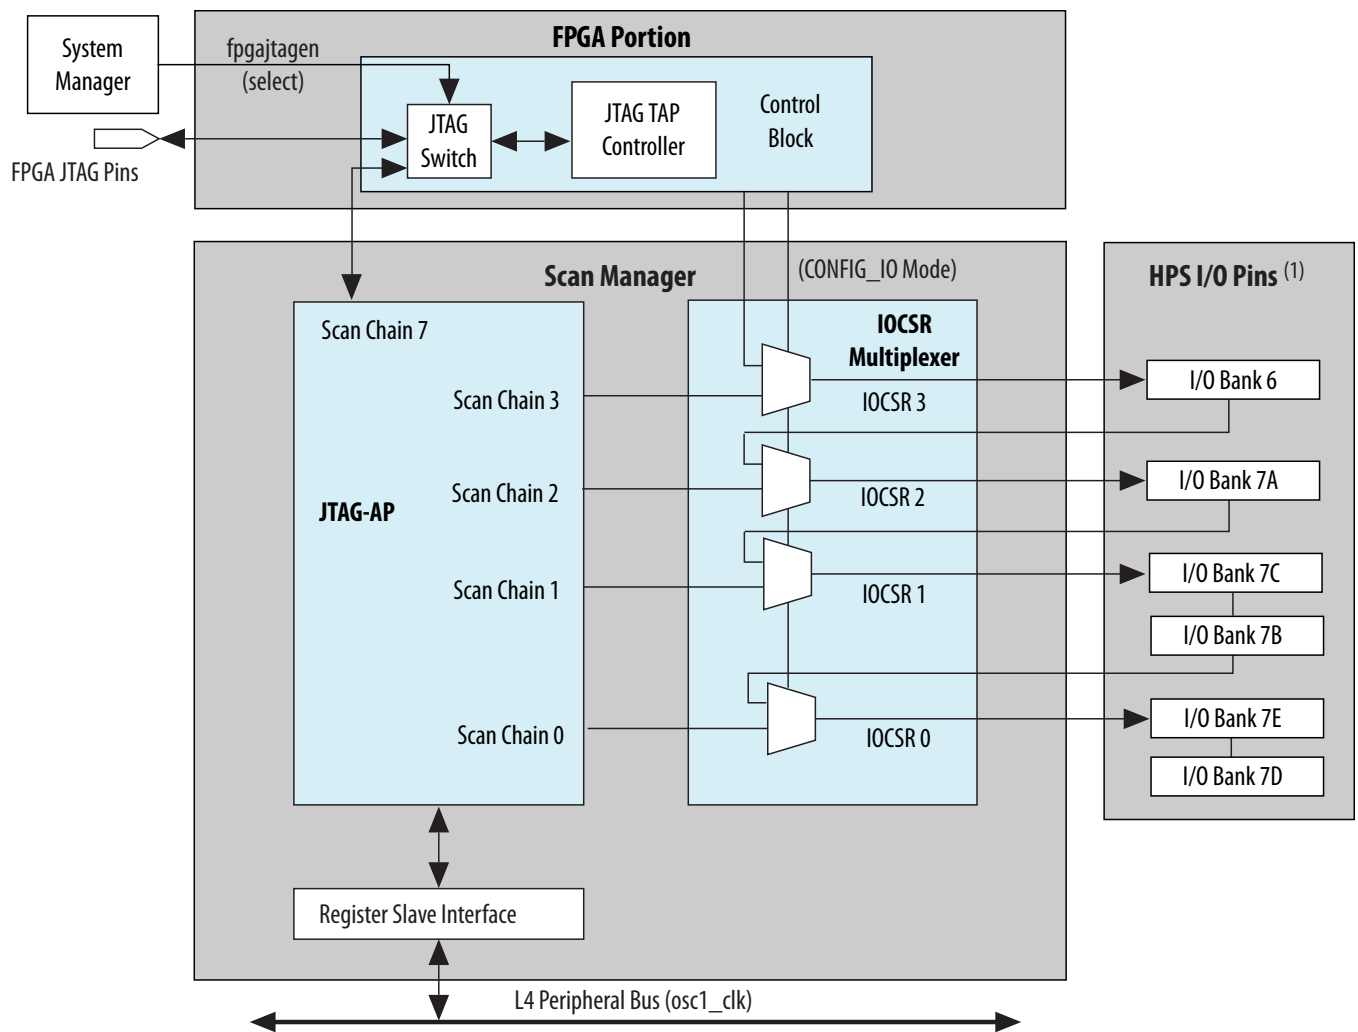 System
Manager
fpgajtagen
(select)
FPGA JTAG Pins
FPGA Portion
JTAG
Switch
JTAG TAP
Controller
Control
Block
Scan Manager
(CONFIG_IO Mode)
HPS I/O Pins (1)
Scan Chain 7
Scan Chain 3
Scan Chain 2
JTAG-AP
Scan Chain 1
Scan Chain 0
IOCSR
Multiplexer
IOCSR 3
IOCSR 2
IOCSR 1
IOCSR 0
I/O Bank 6
I/O Bank 7A
I/O Bank 7C
I/O Bank 7B
I/O Bank 7E
I/O Bank 7D
Register Slave Interface
L4 Peripheral Bus (osc1_clk)